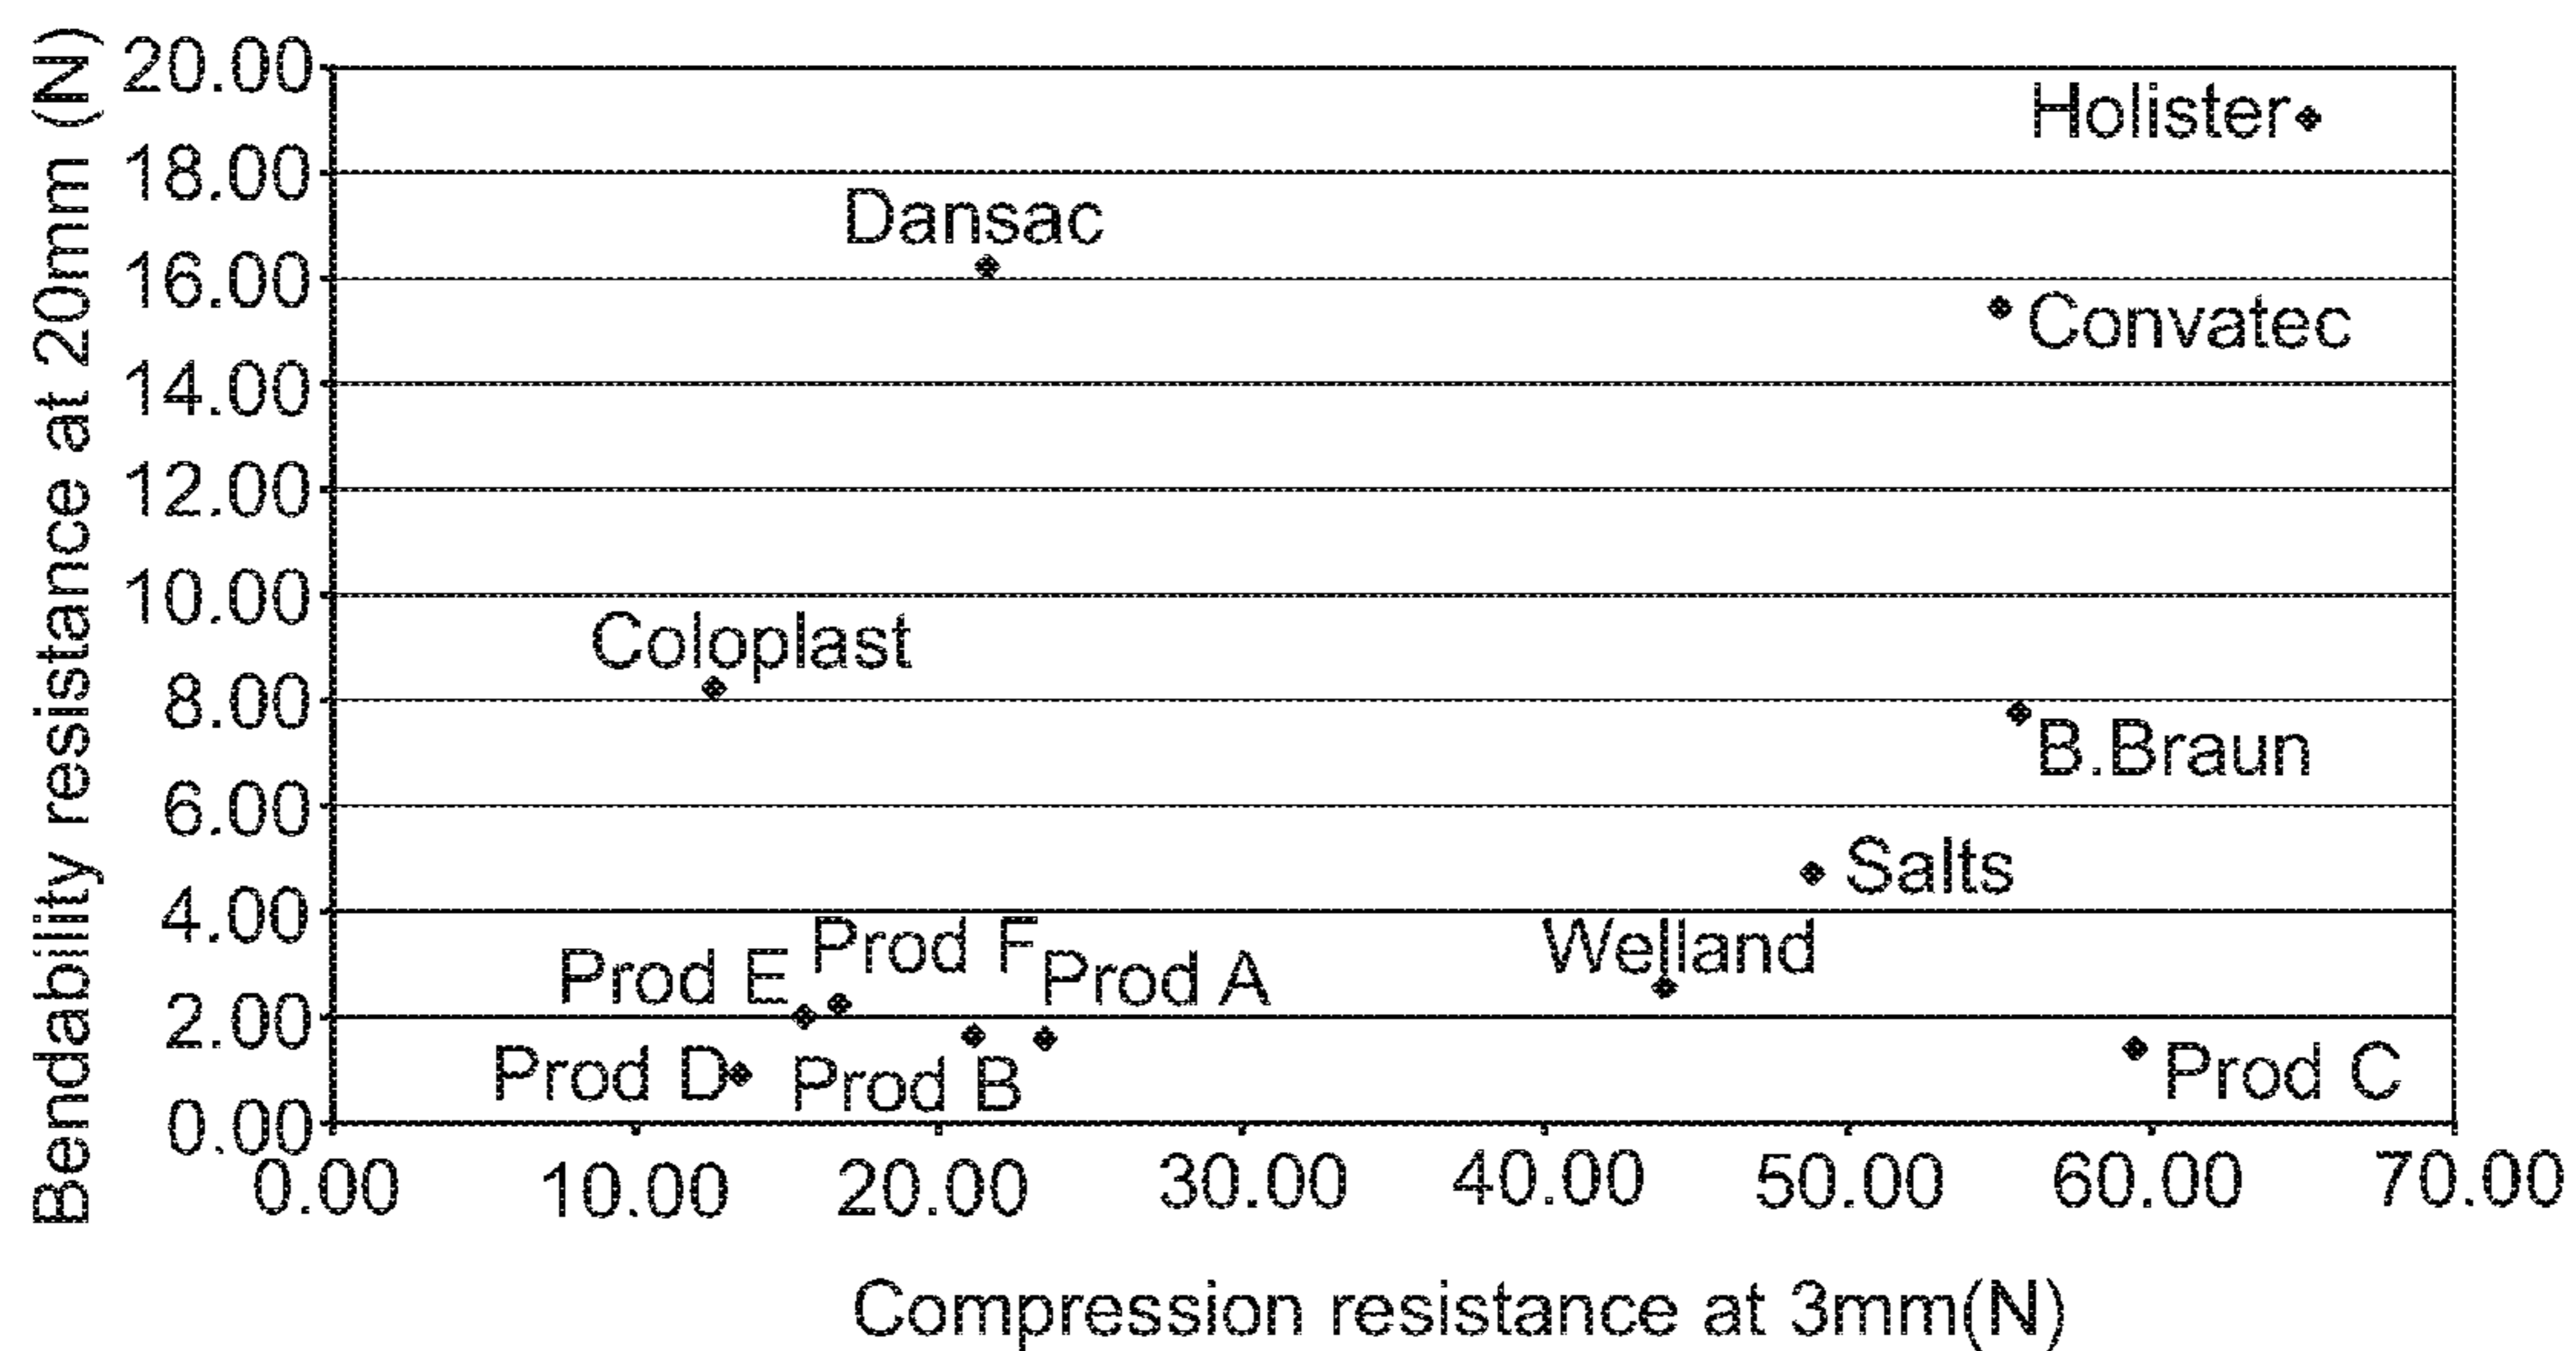 Bendability resistance at 20mm (N)
20.00
Holister
18.00
Dansac
16.00
Convatec
14.00
12.00
10.00
Coloplast
8.00
B.Braun
6.00
Salts
4.00
Prod F
Welland
Prod E
Prod A
2.00
Prod D
Prod B
Prod C
0.00
0.00 10.00 20.00 30.00 40.00 50.00 60.00 70.00
Compression resistance at 3mm(N)